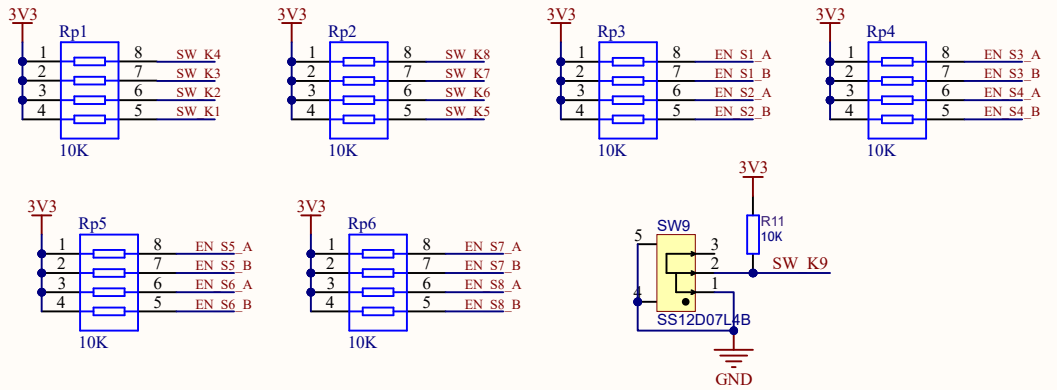 3V3 3V3 3V3 3V3
Rp1 Rp2 Rp3 Rp4
1 8 SW_K4 1 8 SW_K8 1 8 EN_S1_A 1 8 EN_S3_A
2 7 SW_K3 2 7 SW_K7 2 7 EN_S1_B 2 7 EN_S3_B
3 6 SW_K2 3 6 SW_K6 3 6 EN_S2_A 3 6 EN_S4_A
4 5 SW_K1 4 5 SW_K5 4 5 EN_S2_B 4 5 EN_S4_B
10K 10K 10K 10K
3V3
3V3 3V3
Rp5 Rp6 SW9 R11
10K
1 8 EN_S5_A 1 8 EN_S7_A 5 3
2 7 EN_S5_B 2 7 EN_S7_B 2 SW_K9
3 6 EN_S6_A 3 6 EN_S8_A 4 1
4 5 EN_S6_B 4 5 EN_S8_B
SS12D07L4B
10K 10K
GND